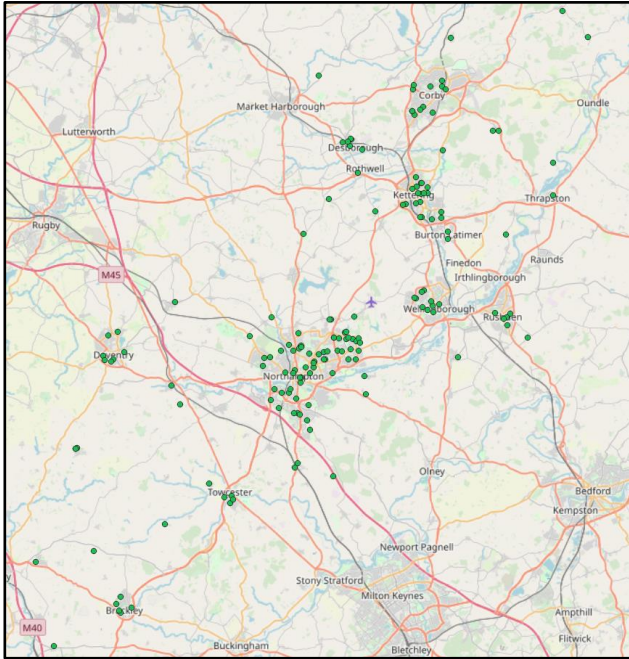 Corby
Market Harborough
Oundle
Lutterworth
Desborough
Rothwell
Kettering
Thrapston
Rugby
Burton Latimer
Finedon
Raunds
M45
Irthlingborough
Wellingborough
Rushden
Daventry
Northampton
Olney
Towcester
Bedford
Kempston
Newport Pagnell
Stony Stratford
Milton Keynes
Brackley
Ampthill
M40
Flitwick
Buckingham
Bletchley